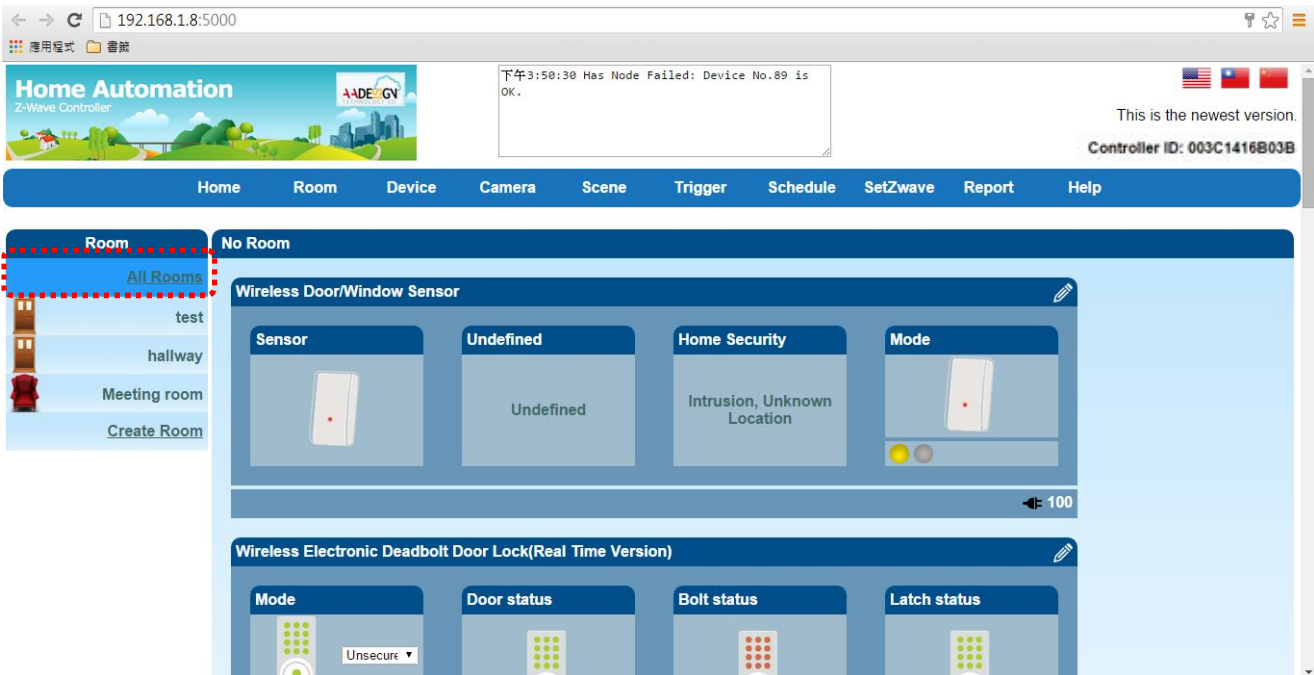 192.168.1.8:5000
應用程式 書籤
Home Automation
Z-Wave Controller
AADEOGV
TECHNOLOGY CO
下午3:50:30 Has Node Failed: Device No.89 is
OK.
This is the newest version.
Controller ID: 003C1416B03B
Home Room Device Camera Scene Trigger Schedule SetZwave Report Help
Room
All Rooms
test
hallway
Meeting room
Create Room
No Room
Wireless Door/Window Sensor
Sensor Undefined Home Security Mode
Undefined
Intrusion, Unknown
Location
100
Wireless Electronic Deadbolt Door Lock(Real Time Version)
Mode Door status Bolt status Latch status
Unsecure